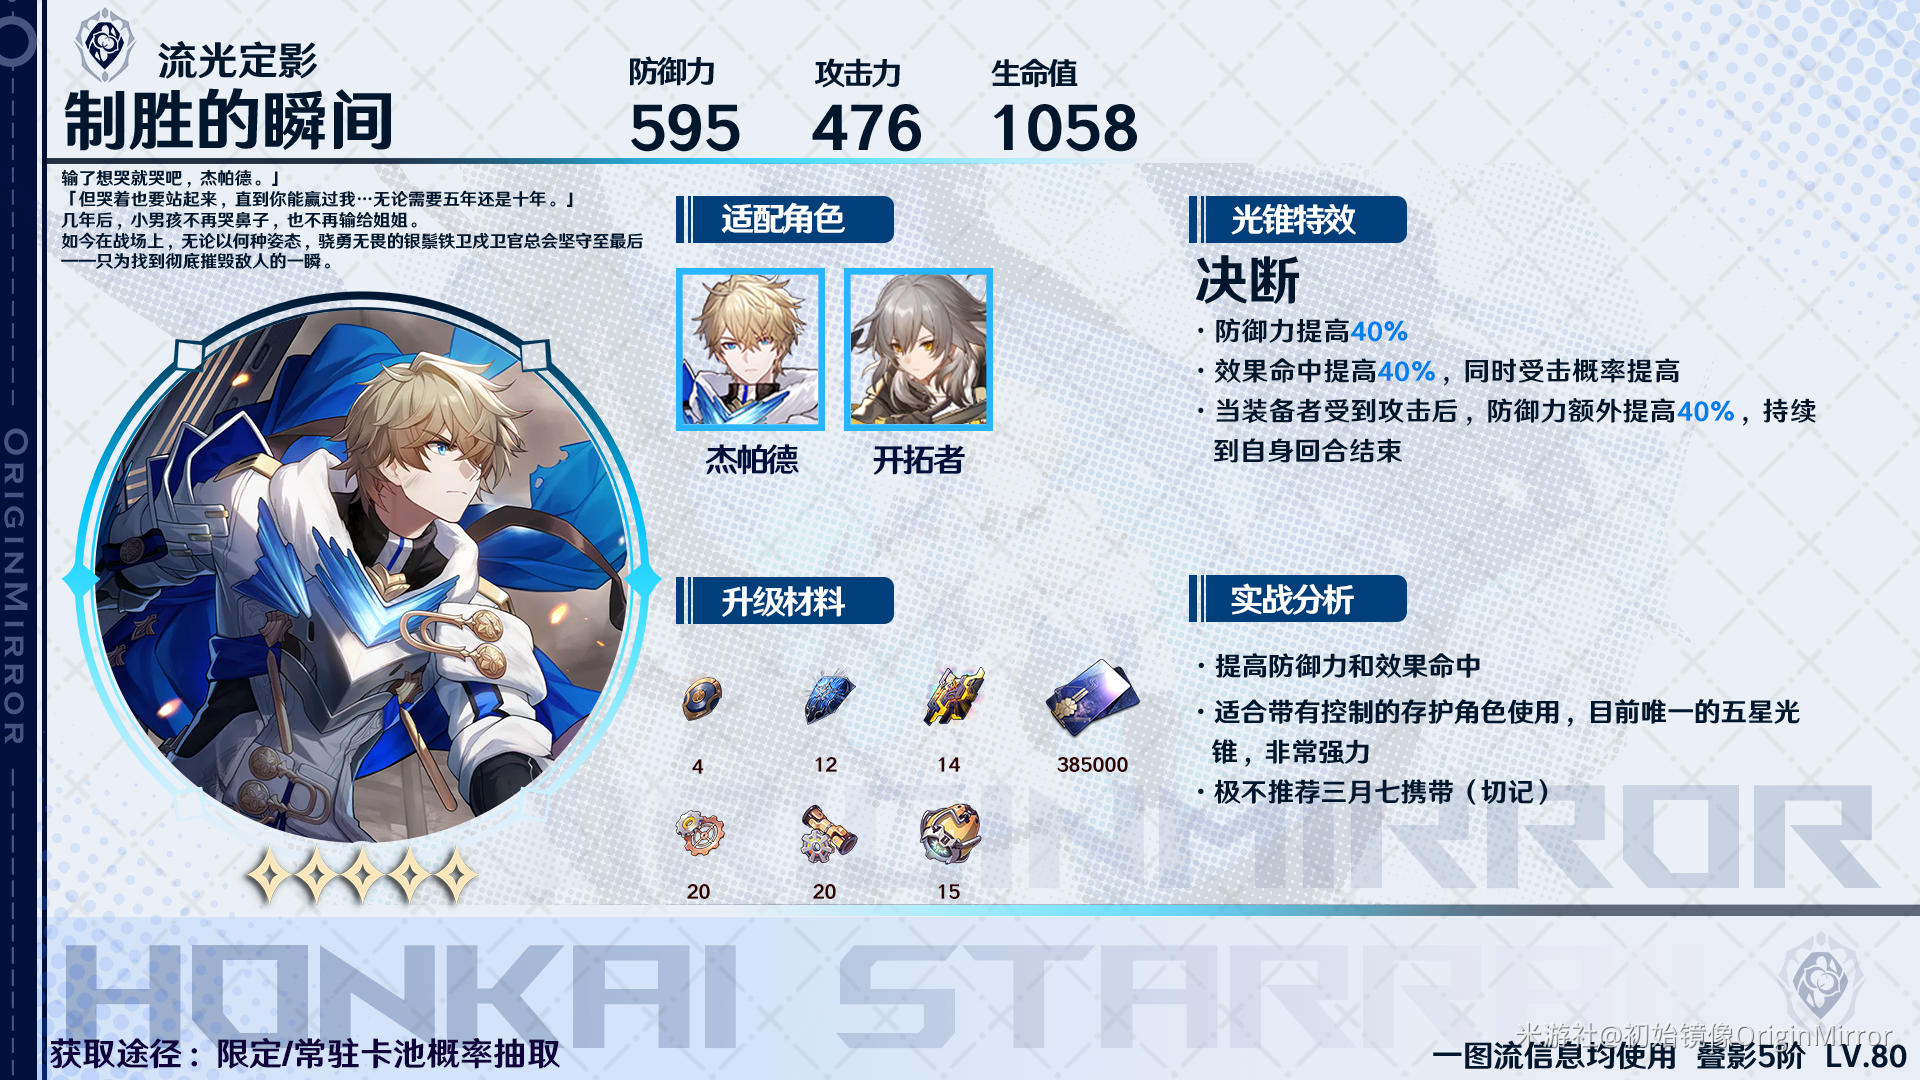 流光定影
制胜的瞬间
防御力
595
攻击力
476
生命值
1058
输了想哭就哭吧，杰帕德。」
「但哭着也要站起来，直到你能赢过我…无论需要五年还是十年。」
几年后，小男孩不再哭鼻子，也不再输给姐姐。
如今在战场上，无论以何种姿态，骁勇无畏的银鬃铁卫戍卫官总会坚守至最后
——只为找到彻底摧毁敌人的一瞬。
适配角色
杰帕德
开拓者
升级材料
4
12
14
385000
20
20
15
光锥特效
决断
·防御力提高40%
·效果命中提高40%，同时受击概率提高
·当装备者受到攻击后，防御力额外提高40%，持续
到自身回合结束
实战分析
·提高防御力和效果命中
·适合带有控制的存护角色使用，目前唯一的五星光
锥，非常强力
·极不推荐三月七携带（切记）
ORIGINMIRROR
HONKAI STARRAIL
获取途径：限定/常驻卡池概率抽取
米游社@初始镜像OriginMirror
一图流信息均使用 叠影5阶 LV.80